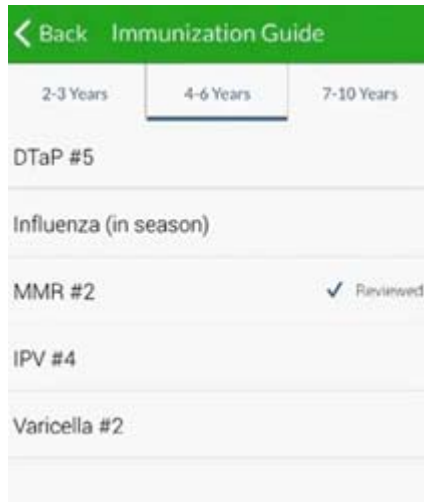 Back Immunization Guide
2-3 Years 4-6 Years 7-10 Years
DTaP #5
Influenza (in season)
MMR #2 Reviewed
IPV #4
Varicella #2